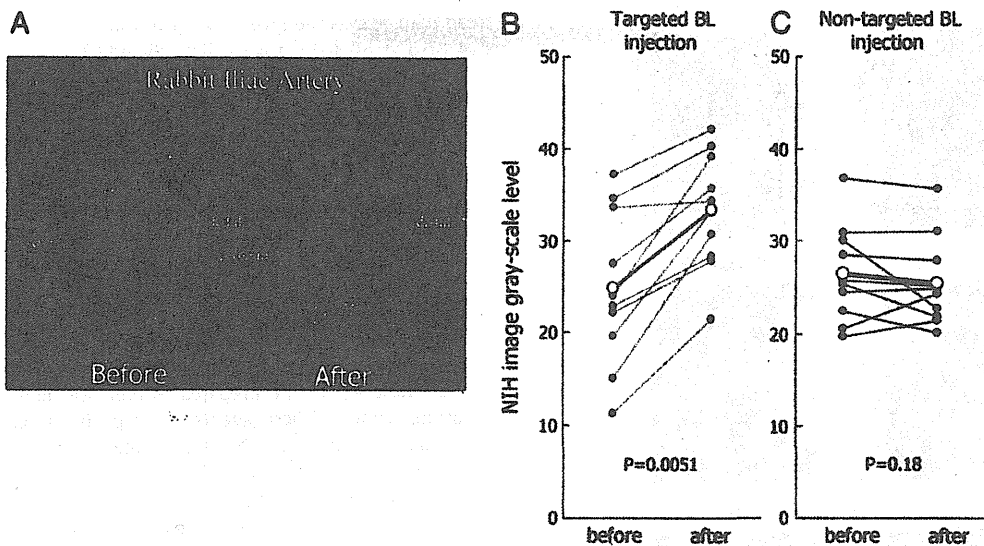 A
Rabbit Iliac Artery
Before
After
B
Targeted BL
injection
NIH image gray-scale level
50
40
30
20
10
0
P=0.0051
before
after
C
Non-targeted BL
injection
50
40
30
20
10
0
P=0.18
before
after